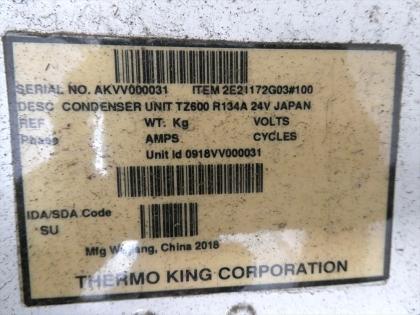 SERIAL NO. AKVV000031 ITEM 2E21172G03#100
DESC CONDENSER UNIT TZ600 R134A 24V JAPAN
REF WT. Kg VOLTS
Phase AMPS CYCLES
Unit Id 0918VV000031
IDA/SDA Code
SU
Mfg Wujiang, China 2018
THERMO KING CORPORATION